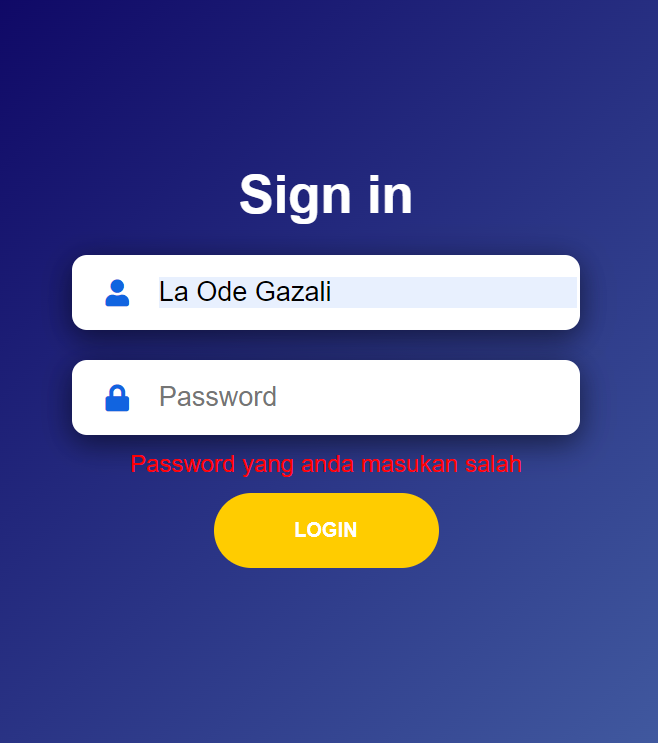 Sign in
La Ode Gazali
Password
Password yang anda masukan salah
LOGIN